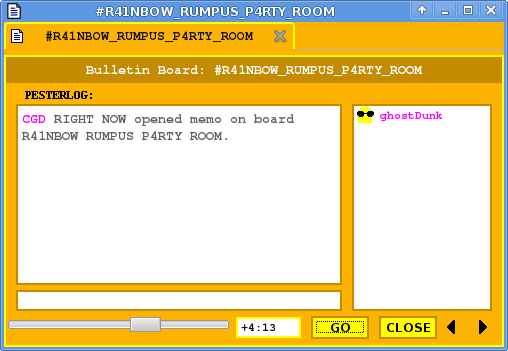 #R41NBOW_RUMPUS_P4RTY_ROOM
#R41NBOW_RUMPUS_P4RTY_ROOM
Bulletin Board: #R41NBOW_RUMPUS_P4RTY_ROOM
PESTERLOG:
CGD RIGHT NOW opened memo on board
R41NBOW RUMPUS P4RTY ROOM.
ghostDunk
+4:13
GO
CLOSE